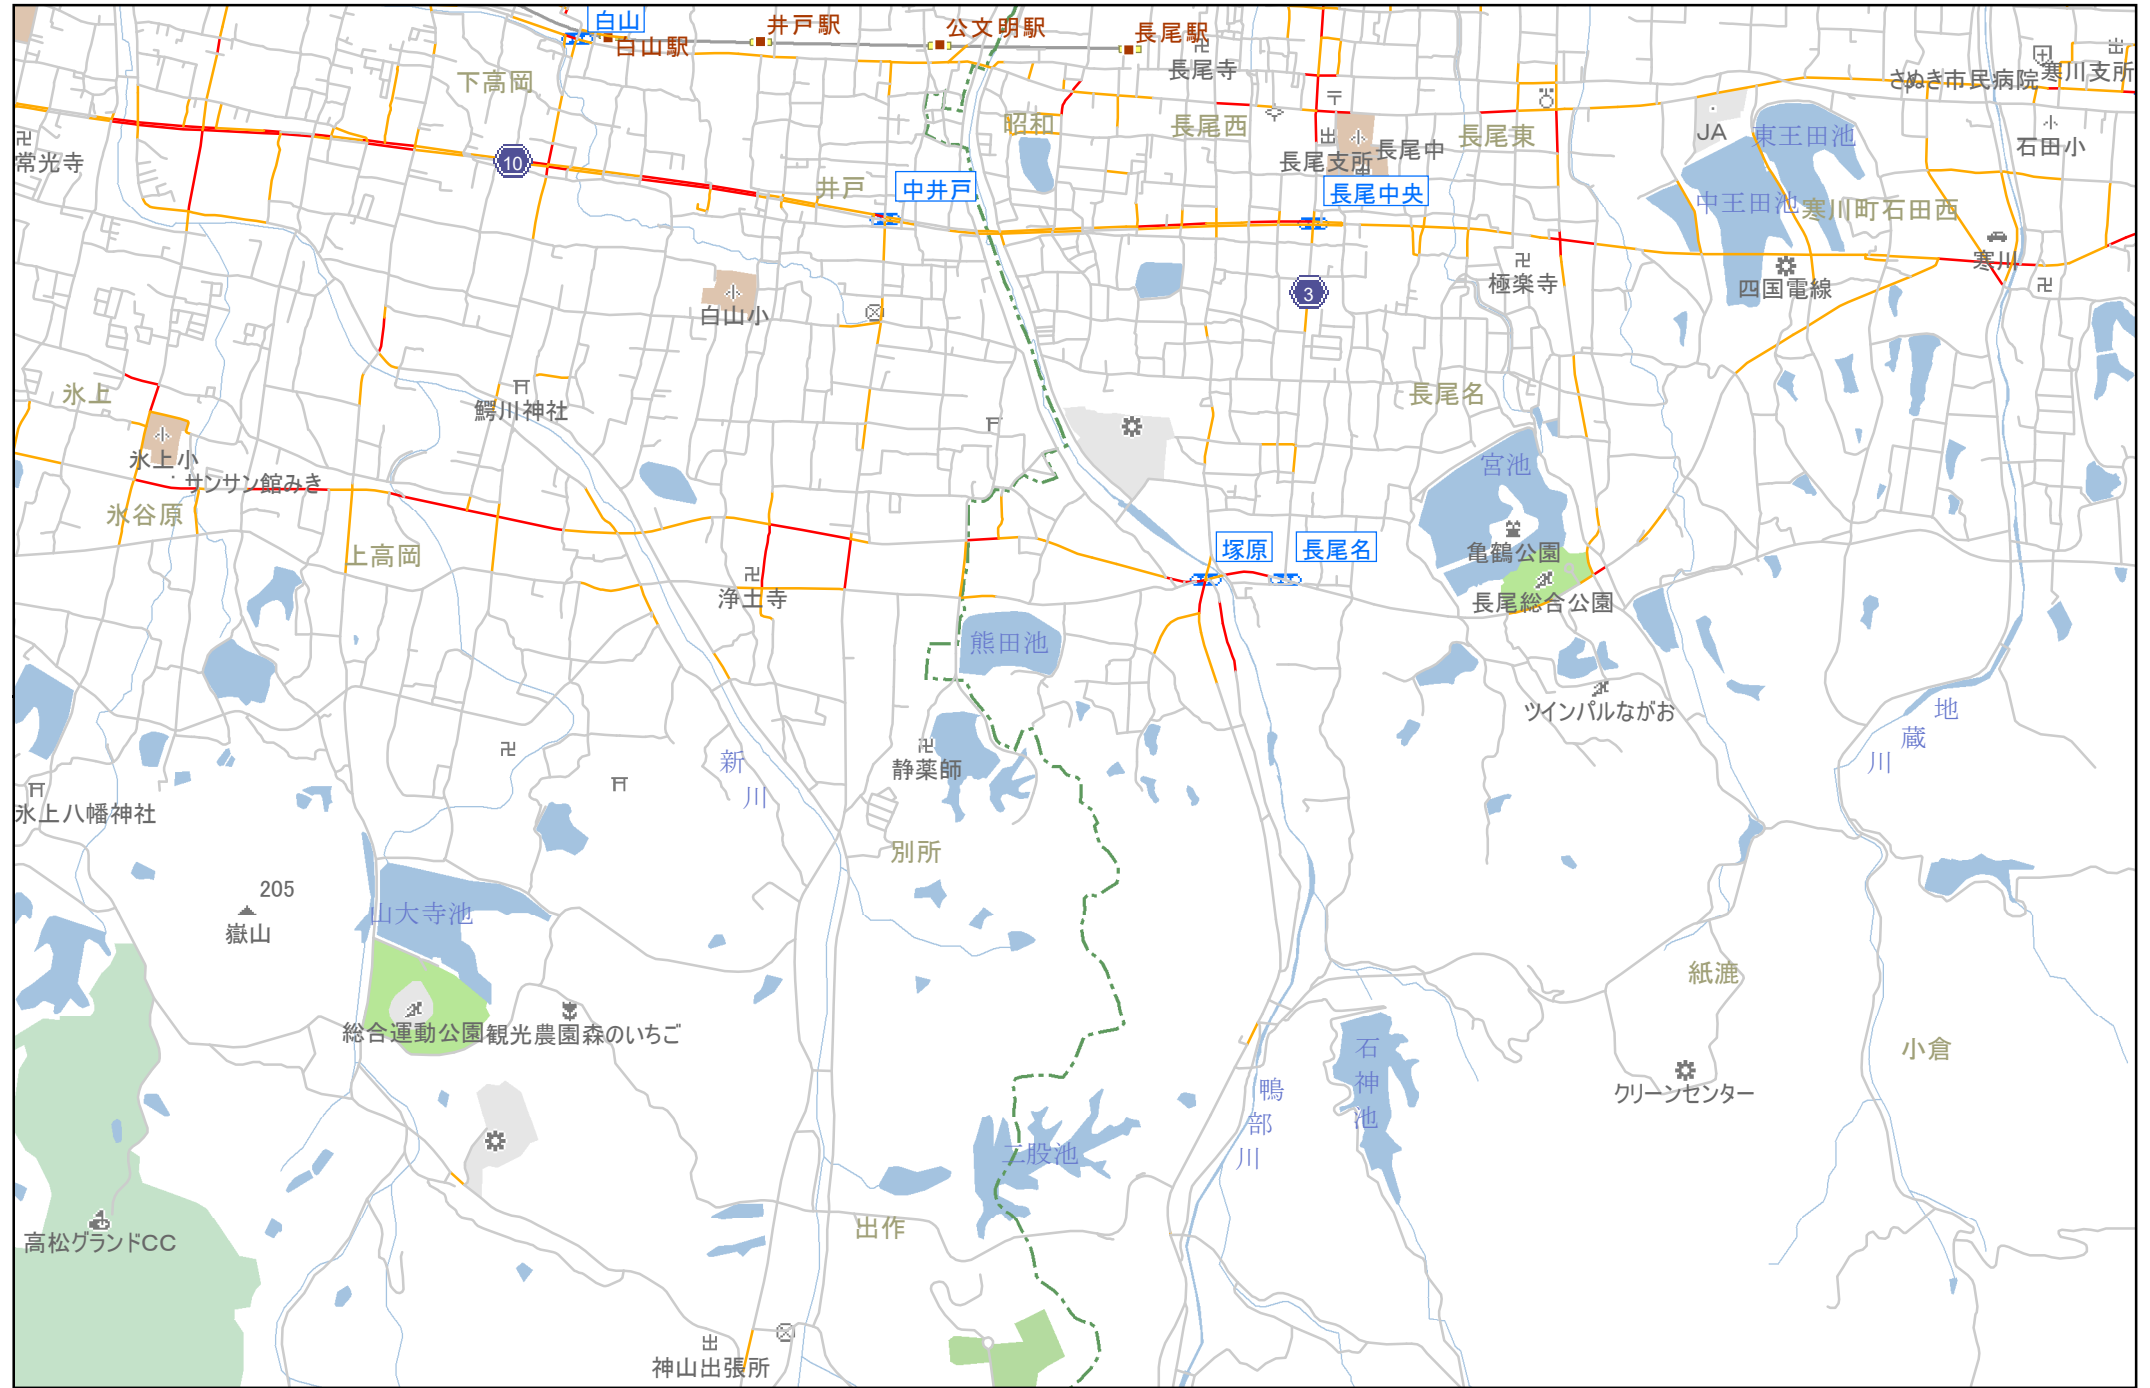 白山
白山駅
井戸駅
公文明駅
長尾駅
長尾寺
さぬき市民病院
寒川支所
下高岡
昭和
長尾西
長尾支所
長尾中
長尾東
JA
東王田池
石田小
常光寺
10
井戸
中井戸
長尾中央
中王田池
寒川町石田西
寒川
極楽寺
四国電線
3
白山小
氷上
鰐川神社
長尾名
氷上小
サンサン館みき
宮池
氷谷原
上高岡
塚原
長尾名
亀鶴公園
浄土寺
長尾総合公園
熊田池
ツインパルながお
地蔵川
新川
静薬師
氷上八幡神社
別所
205
嶽山
山大寺池
紙漉
総合運動公園
観光農園森のいちご
石神池
小倉
クリーンセンター
鴨部川
二股池
高松グランドCC
出作
神山出張所